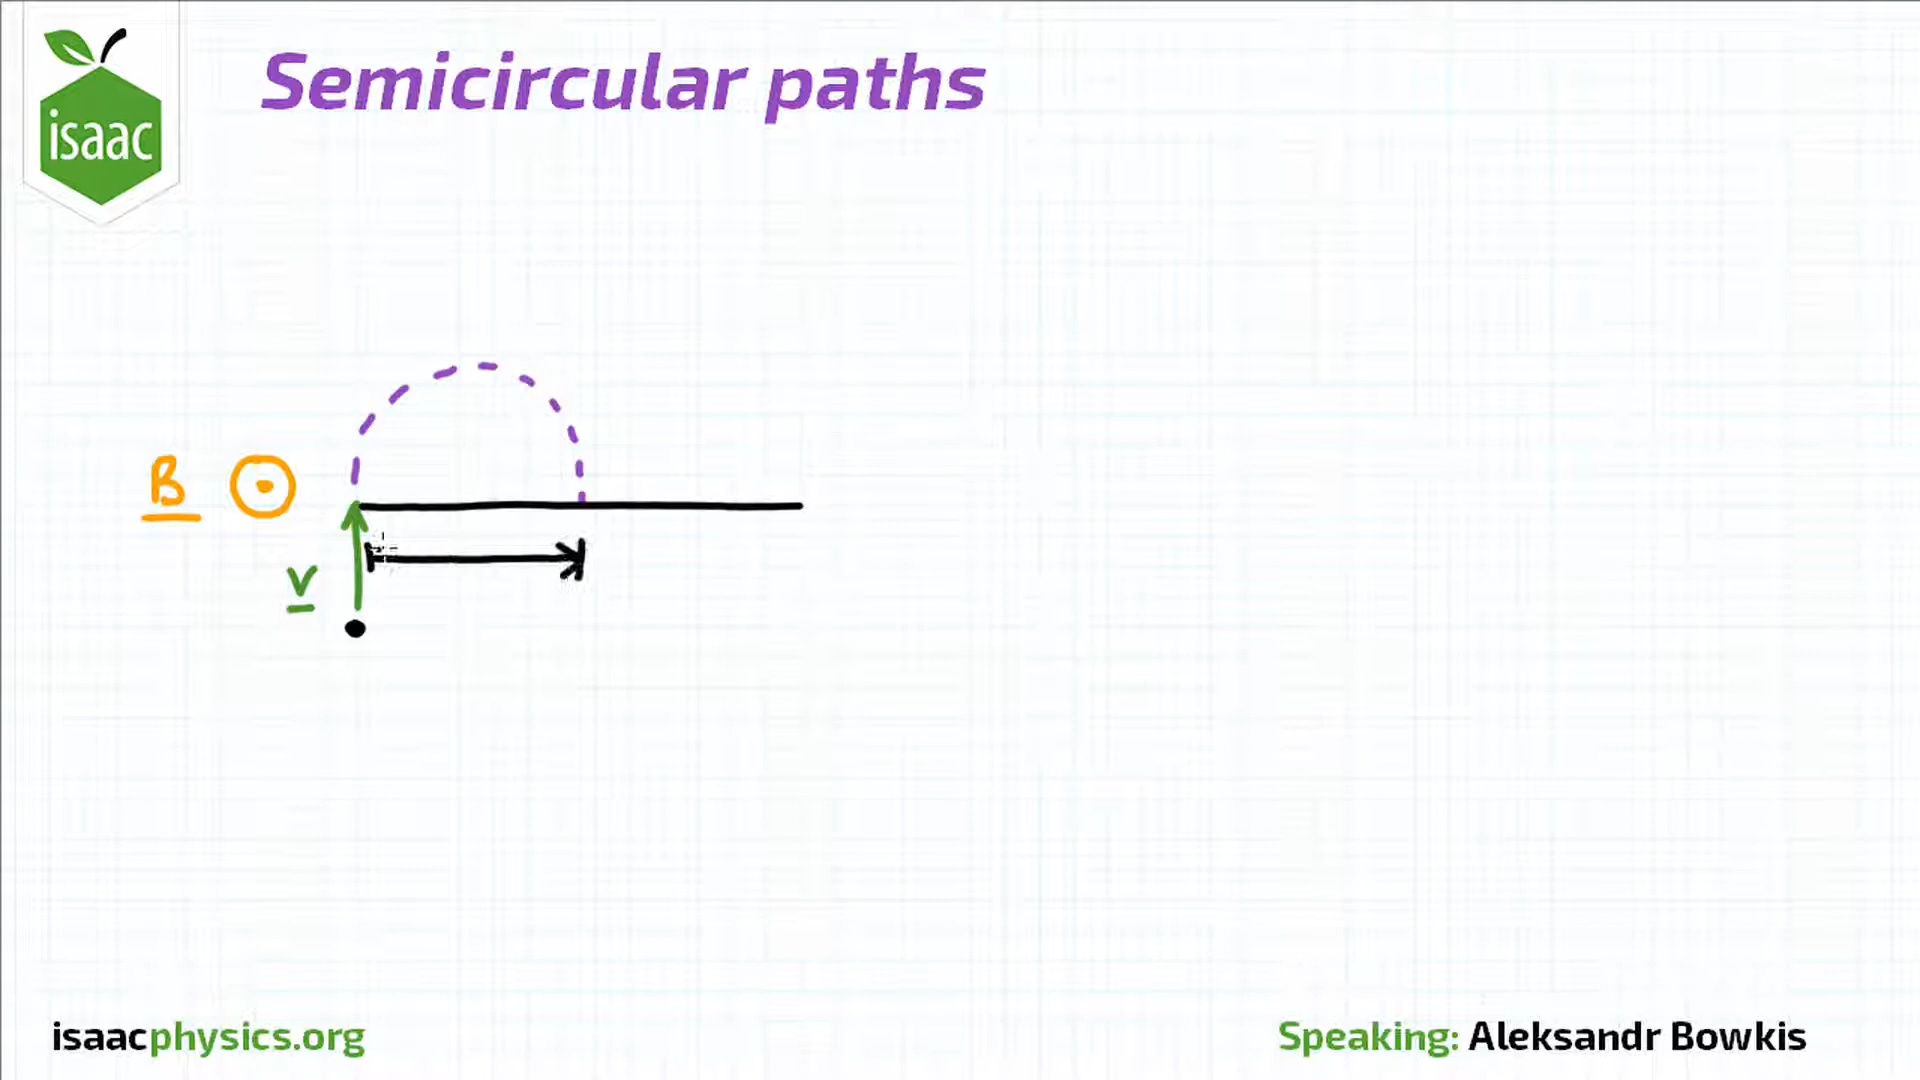 isaac
Semicircular paths
B
v
isaacphysics.org
Speaking: Aleksandr Bowkis